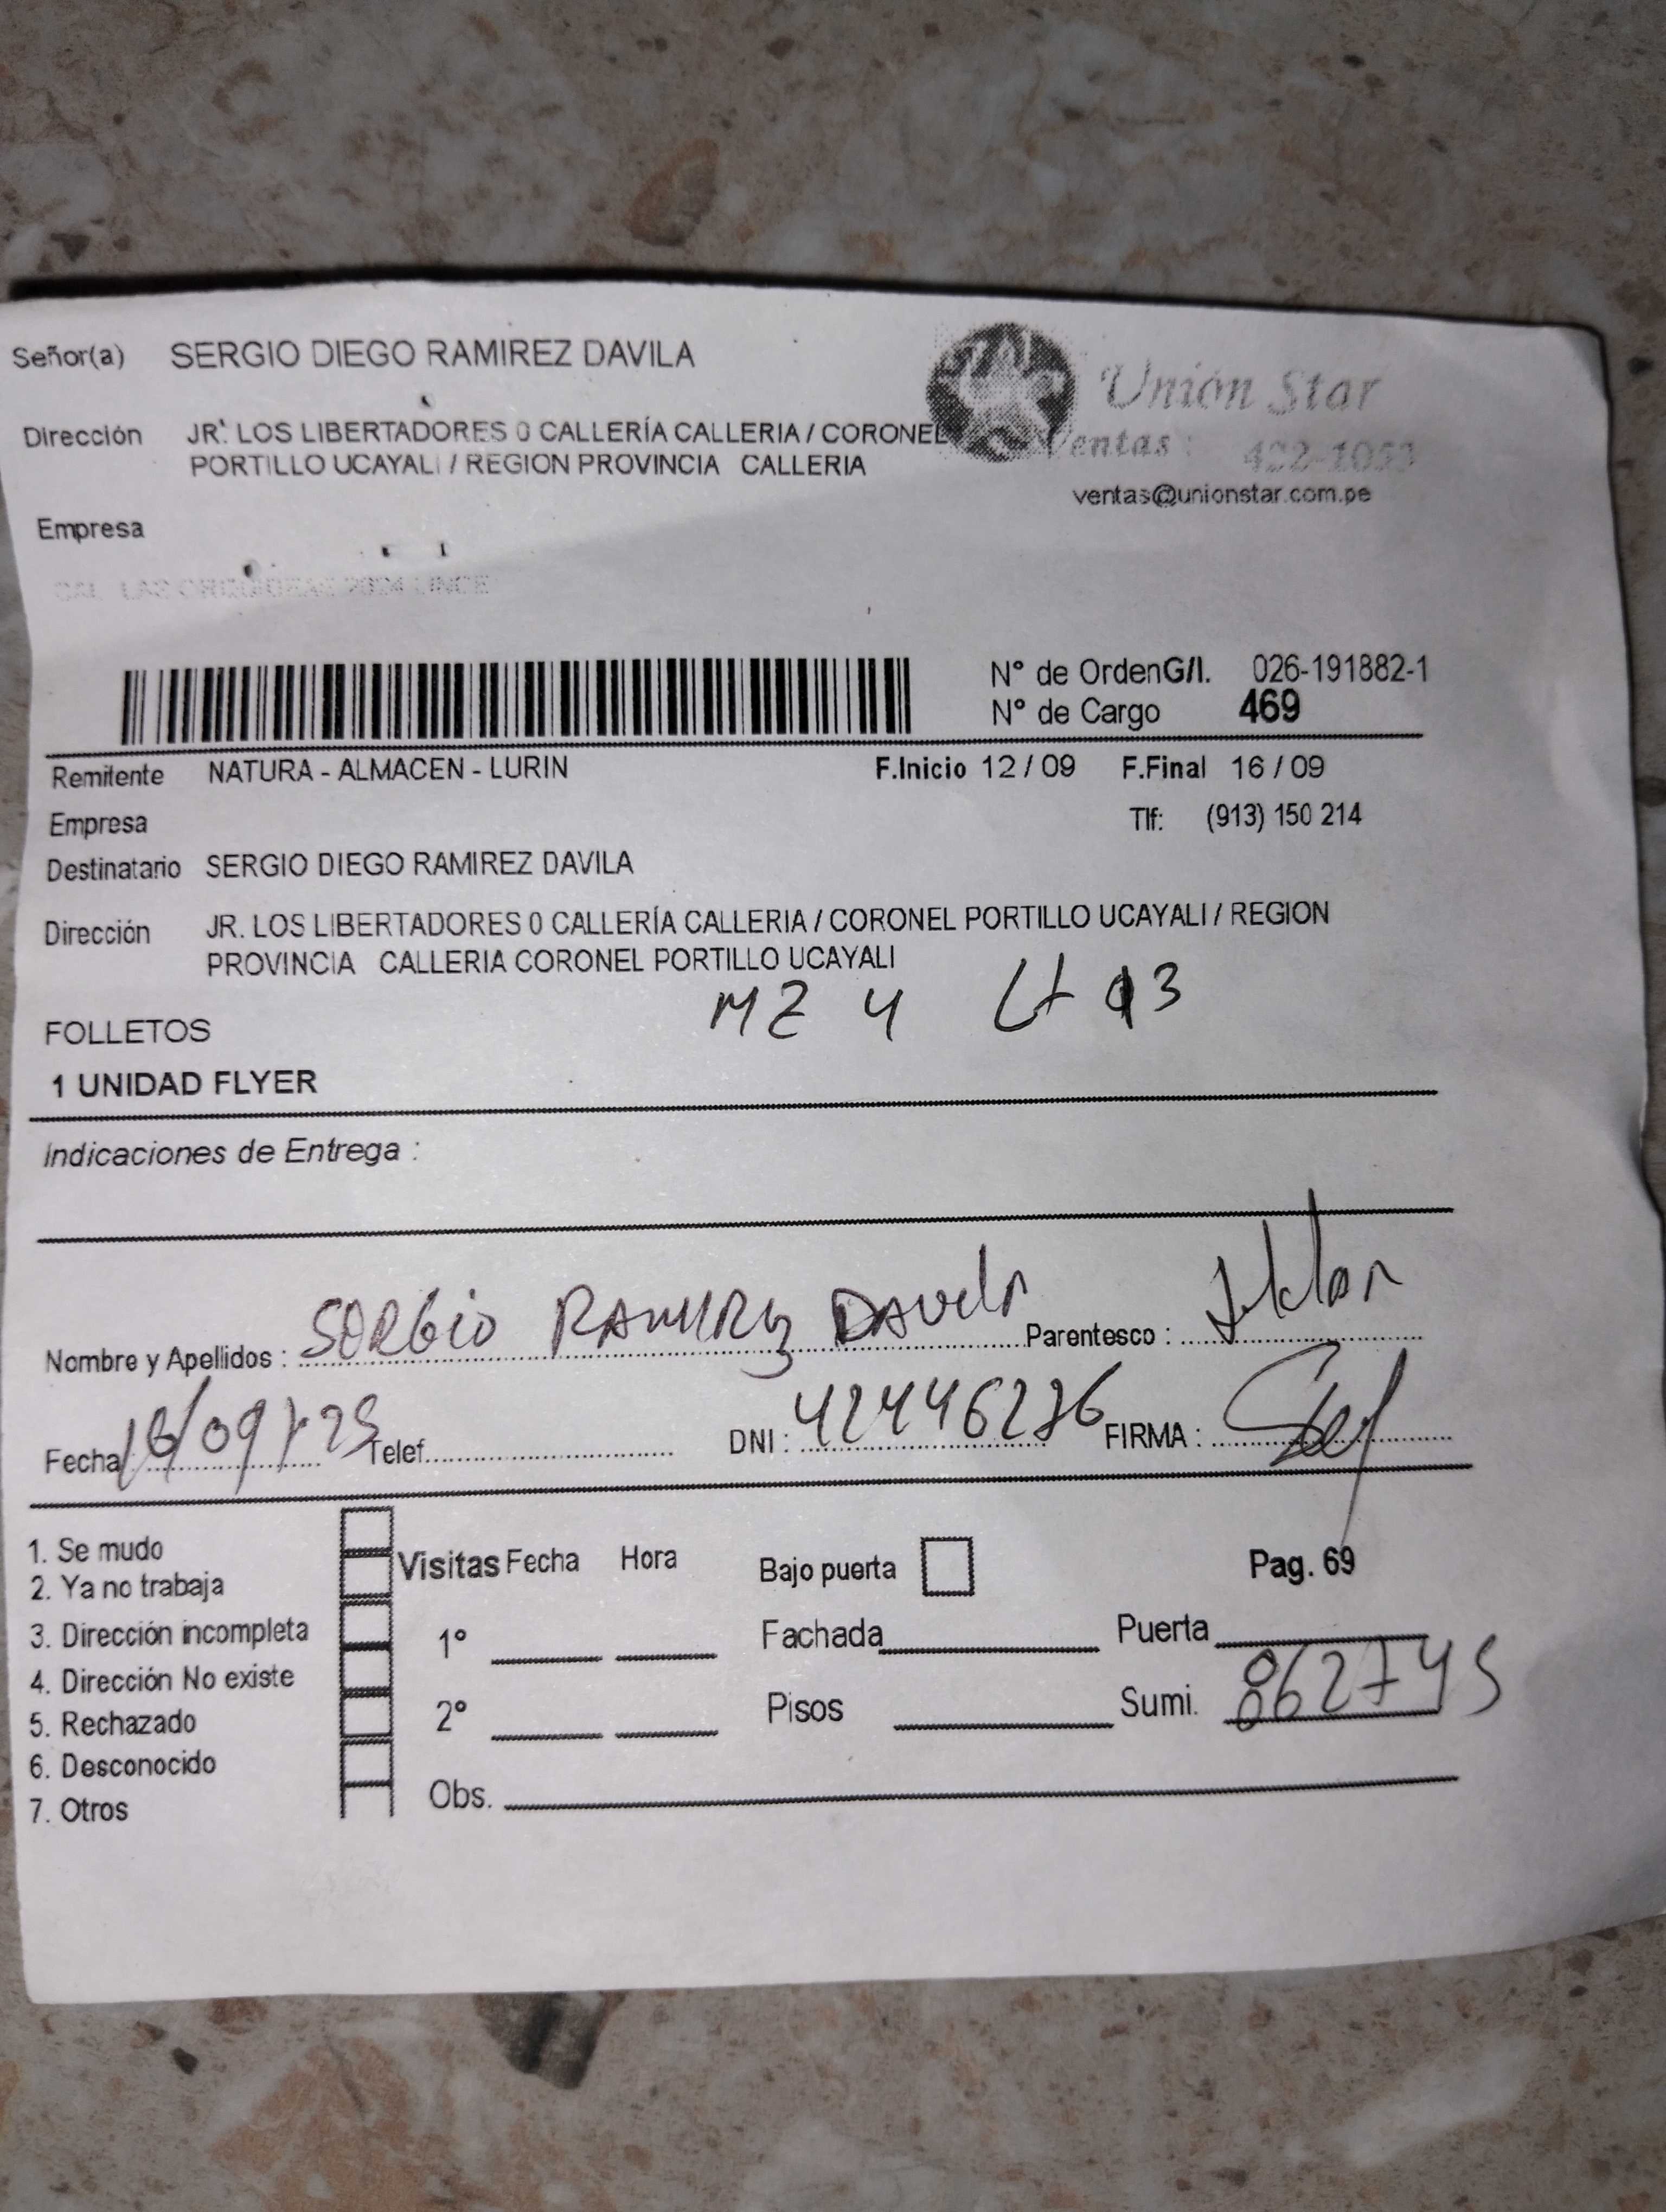 Señor(a) SERGIO DIEGO RAMIREZ DAVILA
Unión Star
Dirección JR. LOS LIBERTADORES 0 CALLERÍA CALLERIA / CORONEL
PORTILLO UCAYALI / REGION PROVINCIA CALLERIA
Ventas: 422-1053
ventas@unionstar.com.pe
Empresa
N° de OrdenG/I. 026-191882-1
N° de Cargo 469
Remitente NATURA - ALMACEN - LURIN F.Inicio 12 / 09 F.Final 16 / 09
Empresa Tlf: (913) 150 214
Destinatario SERGIO DIEGO RAMIREZ DAVILA
Dirección JR. LOS LIBERTADORES 0 CALLERÍA CALLERIA / CORONEL PORTILLO UCAYALI / REGION
PROVINCIA CALLERIA CORONEL PORTILLO UCAYALI
MZ 4 Lt 13
FOLLETOS
1 UNIDAD FLYER
Indicaciones de Entrega :
Nombre y Apellidos : SERGIO RAMIREZ DAVILA Parentesco : titular
Fecha 16/09/25 Telef. DNI : 42446276 FIRMA :
1. Se mudo
2. Ya no trabaja
3. Dirección incompleta
4. Dirección No existe
5. Rechazado
6. Desconocido
7. Otros
Visitas Fecha Hora Bajo puerta Pag. 69
1° Fachada Puerta
2° Pisos Sumi. 862745
Obs.